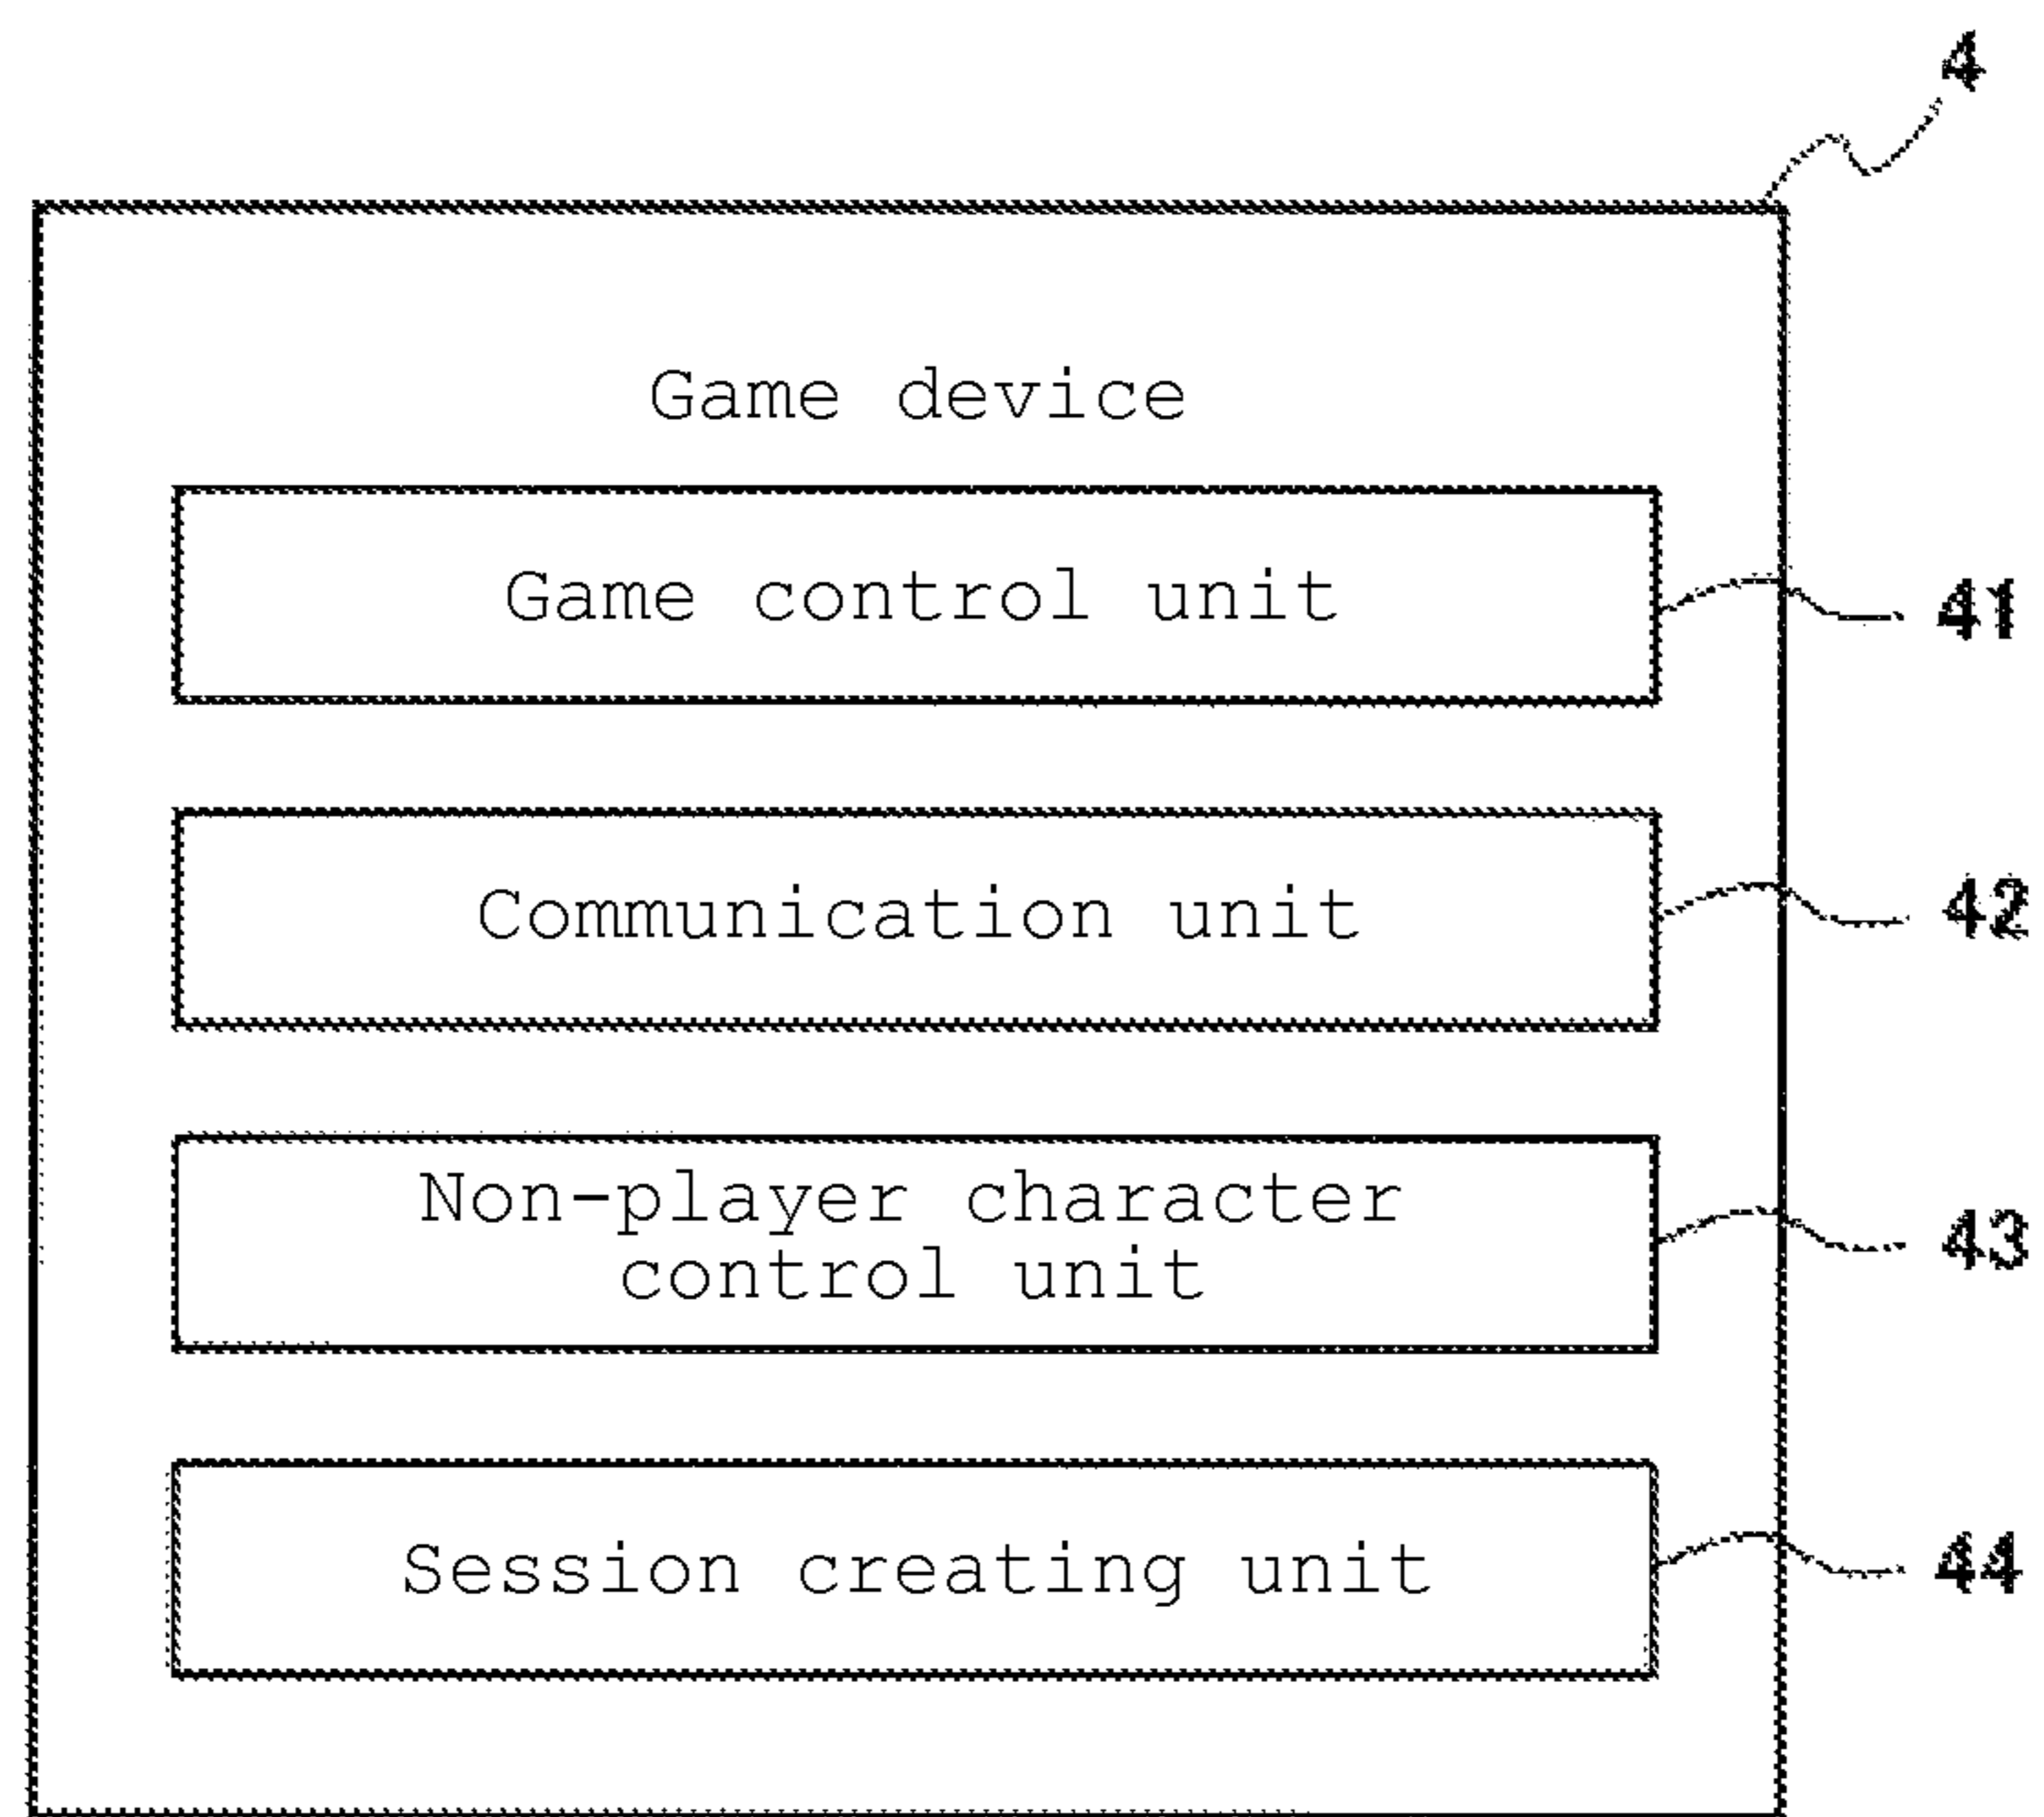 4
Game device
Game control unit
41
Communication unit
42
Non-player character
control unit
43
Session creating unit
44